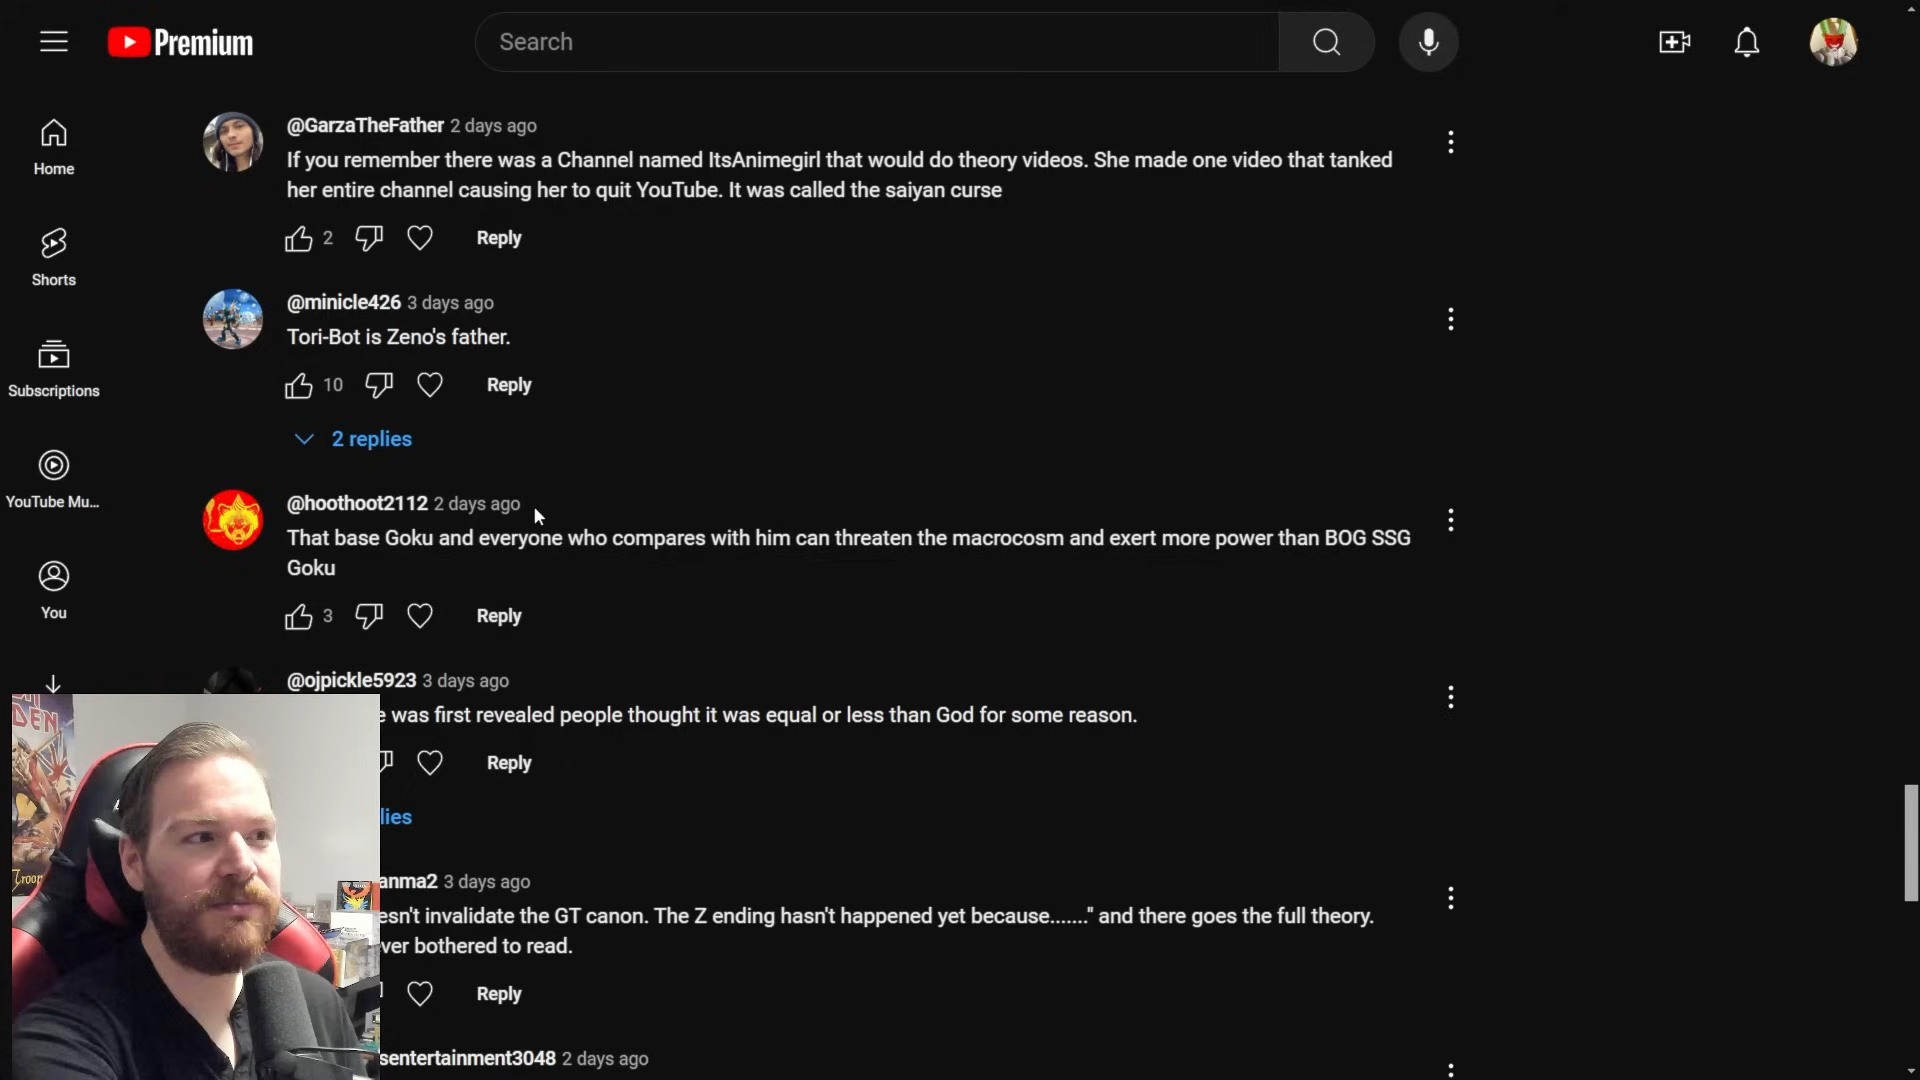 Premium
Search
Home
Shorts
Subscriptions
YouTube Mu...
You
@GarzaTheFather 2 days ago
If you remember there was a Channel named ItsAnimegirl that would do theory videos. She made one video that tanked
her entire channel causing her to quit YouTube. It was called the saiyan curse
2 Reply
@minicle426 3 days ago
Tori-Bot is Zeno's father.
10 Reply
2 replies
@hoothoot2112 2 days ago
That base Goku and everyone who compares with him can threaten the macrocosm and exert more power than BOG SSG
Goku
3 Reply
@ojpickle5923 3 days ago
e was first revealed people thought it was equal or less than God for some reason.
Reply
lies
anma2 3 days ago
esn't invalidate the GT canon. The Z ending hasn't happened yet because......." and there goes the full theory.
ver bothered to read.
Reply
sentertainment3048 2 days ago
DEN
Troop